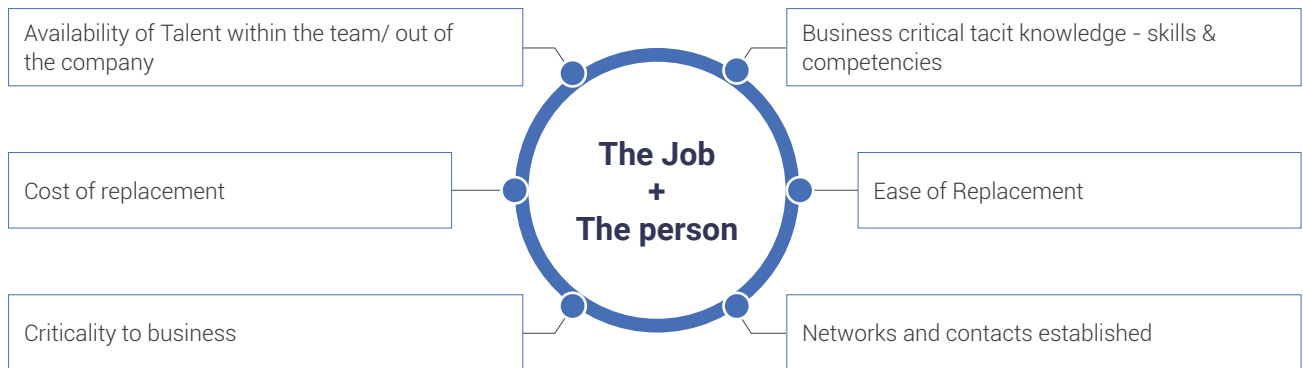 Availability of Talent within the team/ out of
the company
Business critical tacit knowledge - skills &
competencies
The Job
+
The person
Cost of replacement
Ease of Replacement
Criticality to business
Networks and contacts established